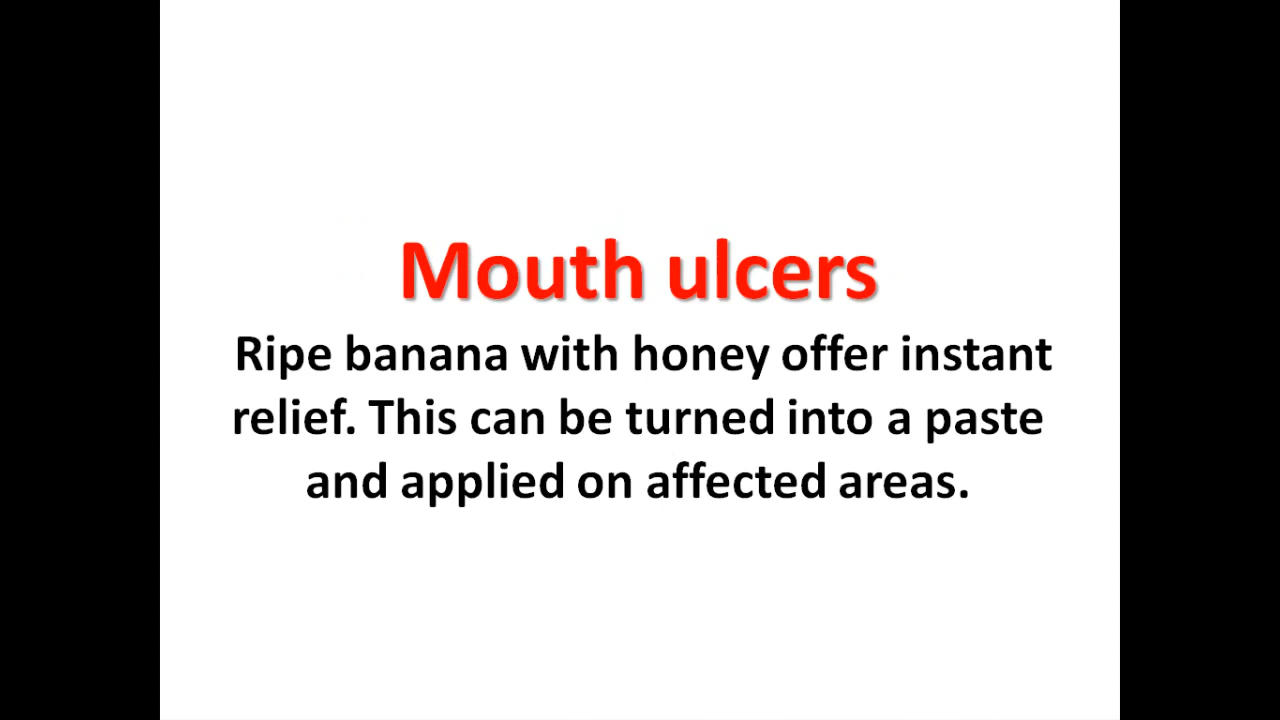 Mouth ulcers
Ripe banana with honey offer instant
relief. This can be turned into a paste
and applied on affected areas.